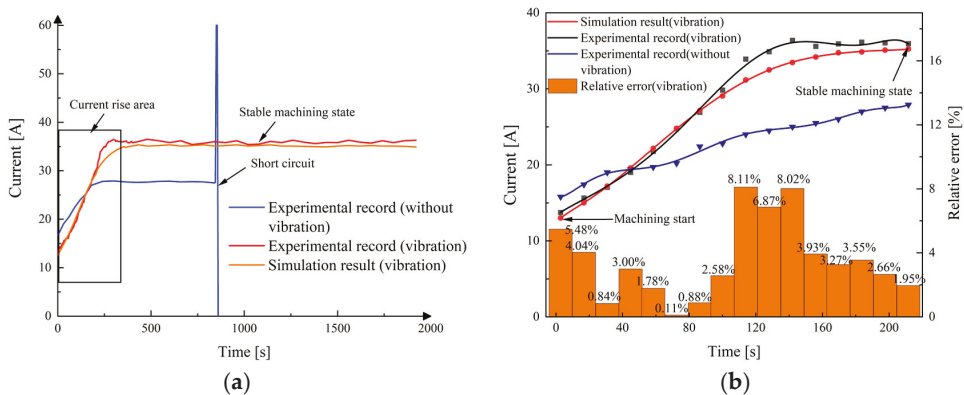 60
50
40
30
20
10
0
Current [A]
Current rise area
Stable machining state
Short circuit
Experimental record (without
vibration)
Experimental record (vibration)
Simulation result (vibration)
0
500
750
1000
1250
2000
Time [s]
(a)
40
30
20
10
0
Current [A]
Simulation result(vibration)
Experimental record(vibration)
Experimental record(without
vibration)
Relative error(vibration)
Stable machining state
Machining start
5.48%
4.04%
0.84%
3.00%
1.78%
0.11%
0.88%
2.58%
8.11%
6.87%
8.02%
3.93%
3.27%
3.55%
2.66%
1.95%
0
40
80
120
160
200
Time [s]
18
16
12
8
4
0
Relative error [%]
(b)